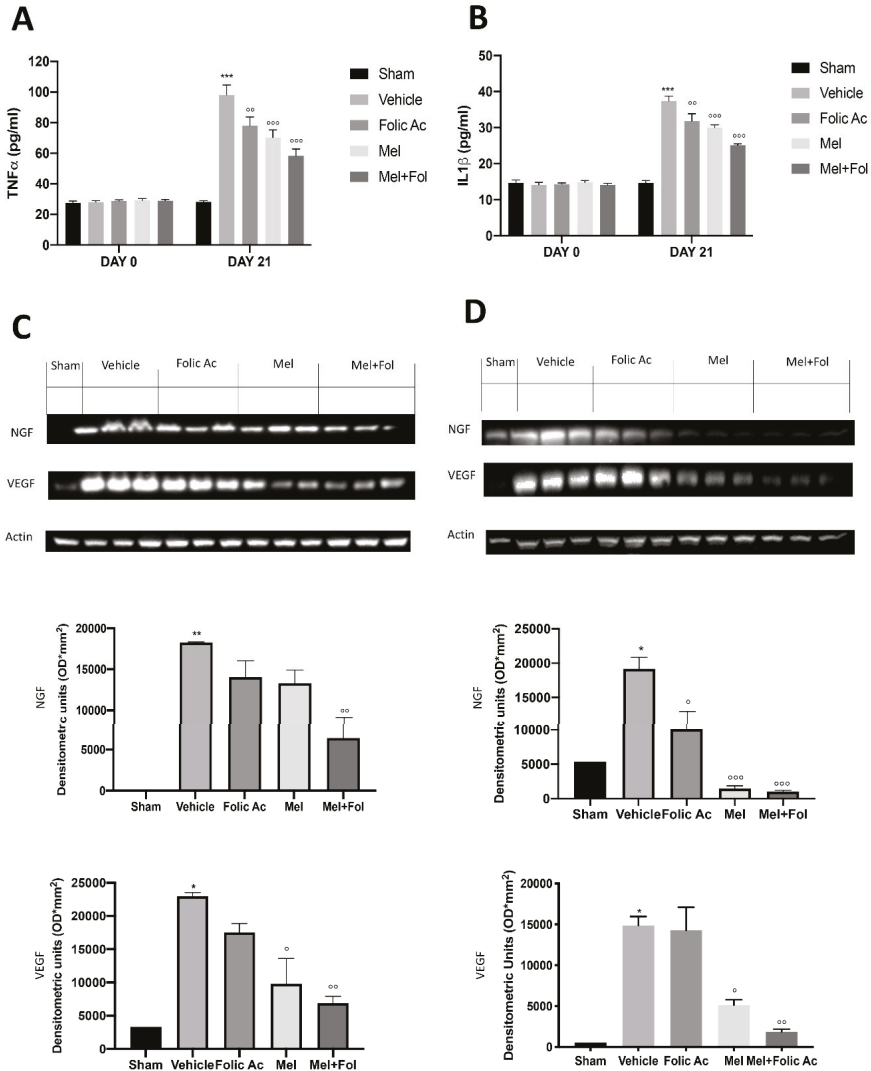 A
TNFα (pg/ml)
120
100
80
60
40
20
0
***
°°
°°°
°°°
DAY 0
DAY 21
Sham
Vehicle
Folic Ac
Mel
Mel+Fol
B
IL1β (pg/ml)
50
40
30
20
10
0
***
°°
°°°
°°°
DAY 0
DAY 21
Sham
Vehicle
Folic Ac
Mel
Mel+Fol
C
Sham Vehicle Folic Ac Mel Mel+Fol
NGF
VEGF
Actin
D
Sham Vehicle Folic Ac Mel Mel+Fol
NGF
VEGF
Actin
NGF
Densitometric units (OD*mm²)
20000
15000
10000
5000
0
**
°°
Sham Vehicle Folic Ac Mel Mel+Fol
NGF
Densitometric units (OD*mm²)
25000
20000
15000
10000
5000
0
*
°
°°°
°°°
Sham Vehicle Folic Ac Mel Mel+Fol
VEGF
Densitometric units (OD*mm²)
25000
20000
15000
10000
5000
0
*
°
°°
Sham Vehicle Folic Ac Mel Mel+Fol
VEGF
Densitometric Units (OD*mm²)
20000
15000
10000
5000
0
*
°
°°
Sham Vehicle Folic Ac Mel Mel+Folic Ac